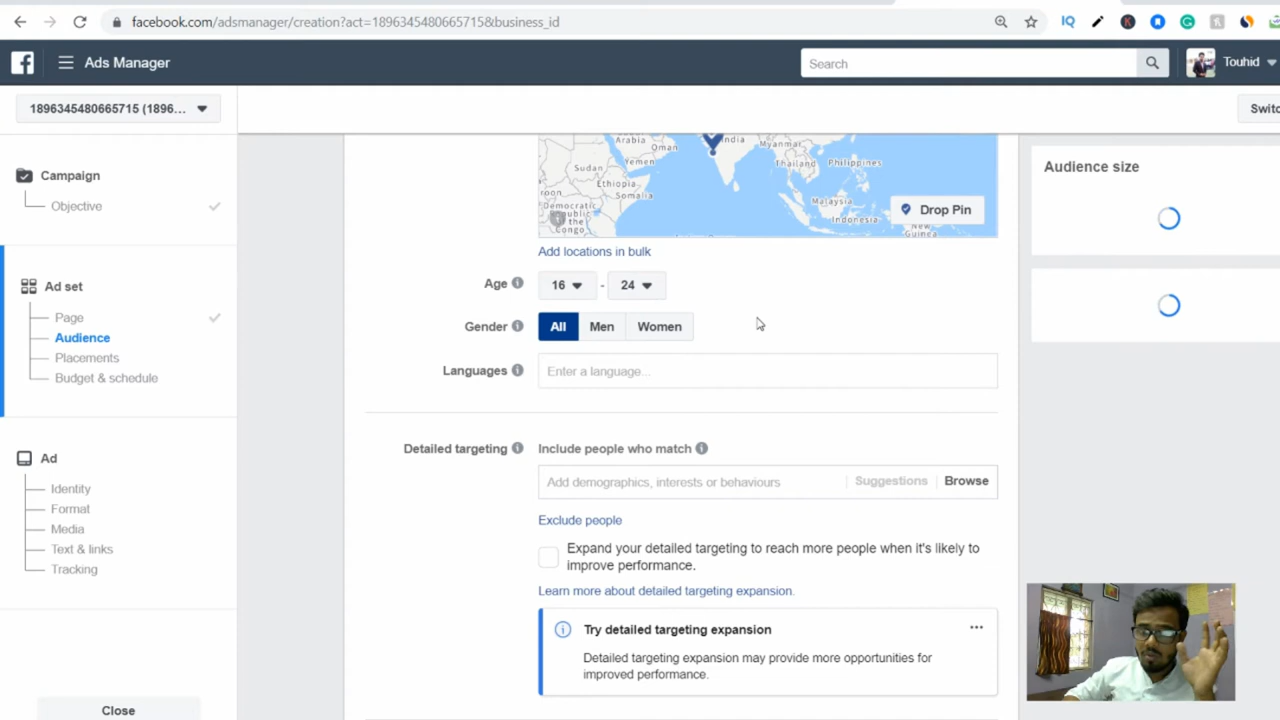 facebook.com/adsmanager/creation?act=1896345480665715&business_id
Ads Manager
Search
Touhid
1896345480665715 (1896...
Switc
Campaign
Objective
Ad set
Page
Audience
Placements
Budget & schedule
Ad
Identity
Format
Media
Text & links
Tracking
Close
Arabia
Oman
India
Myanmar
Sudan
Yemen
Thailand
Philippines
Ethiopia
Somalia
Democratic
Republic
of the
Congo
Malaysia
Indonesia
New
Guinea
Drop Pin
Add locations in bulk
Age
16
-
24
Gender
All
Men
Women
Languages
Enter a language...
Detailed targeting
Include people who match
Add demographics, interests or behaviours
Suggestions
Browse
Exclude people
Expand your detailed targeting to reach more people when it's likely to
improve performance.
Learn more about detailed targeting expansion.
Try detailed targeting expansion
Detailed targeting expansion may provide more opportunities for
improved performance.
Audience size